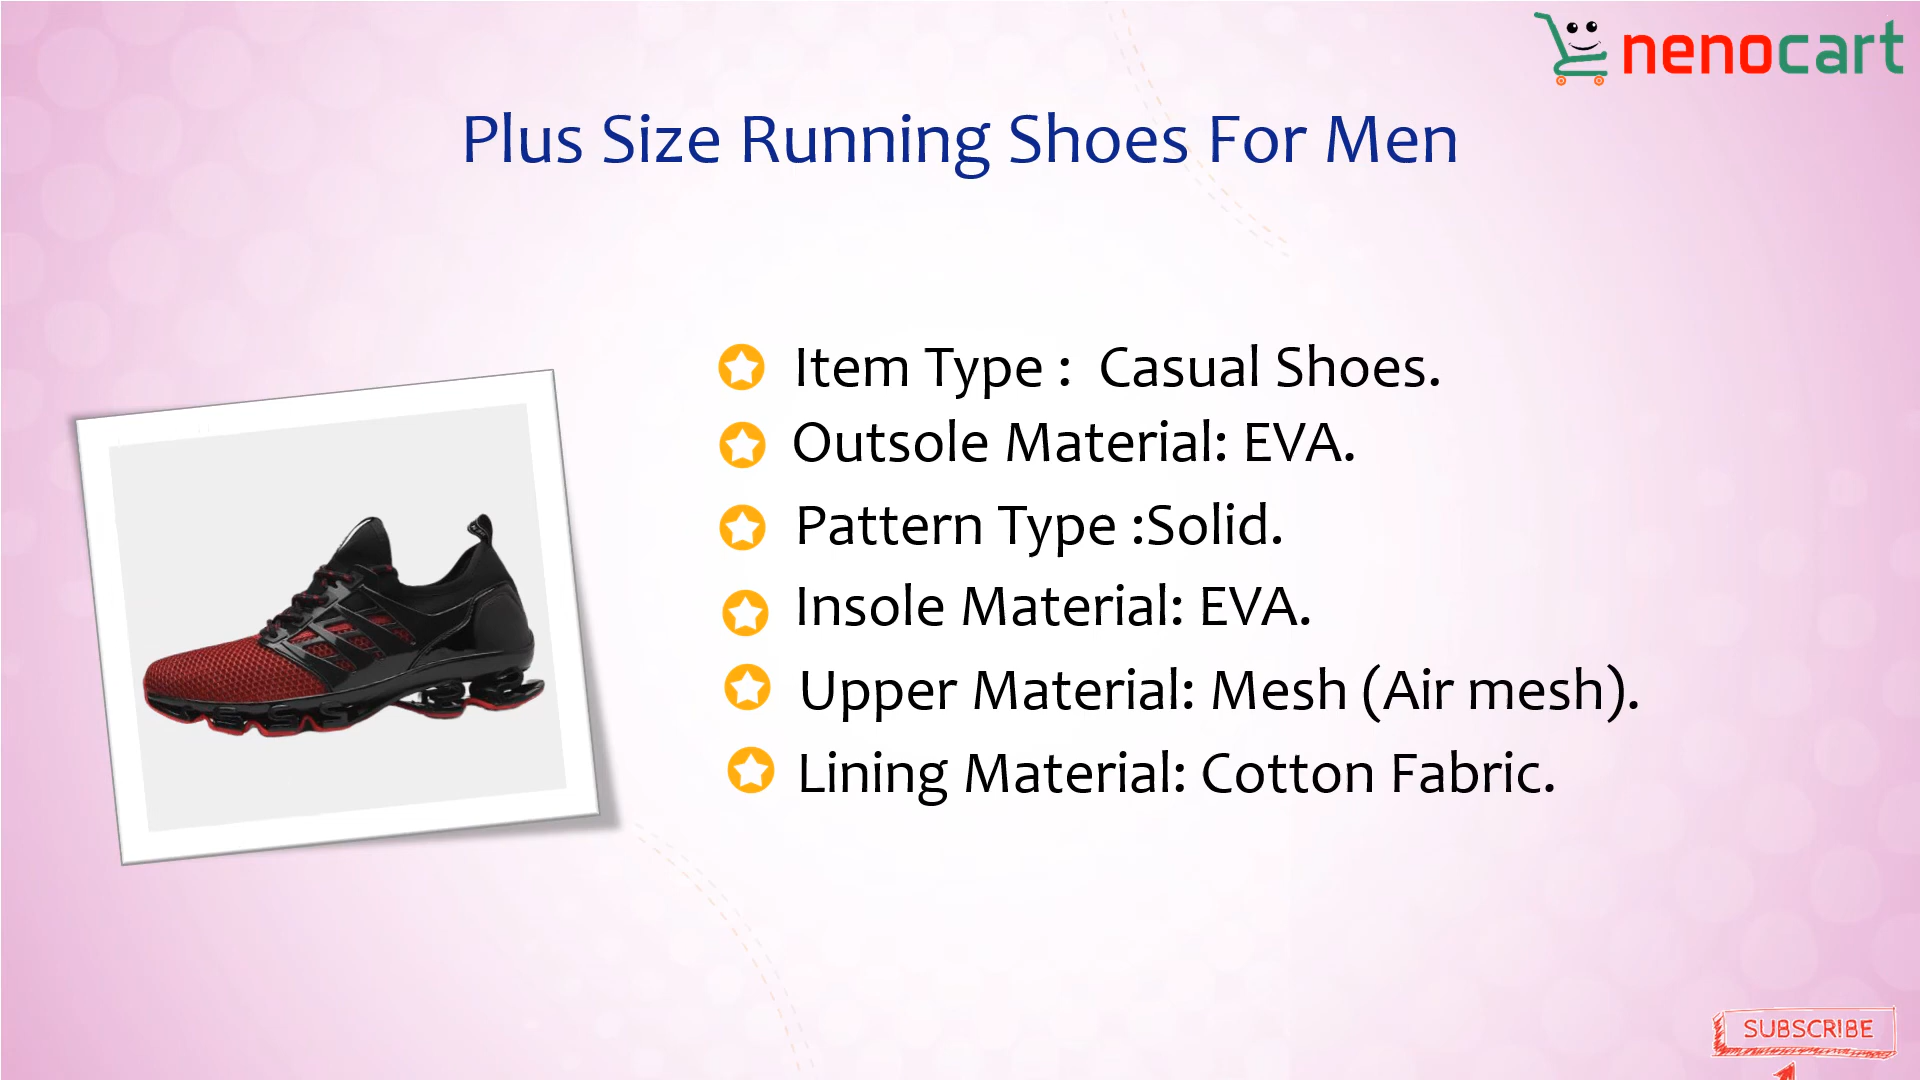 nenocart
Plus Size Running Shoes For Men
Item Type :  Casual Shoes.
Outsole Material: EVA.
Pattern Type :Solid.
Insole Material: EVA.
Upper Material: Mesh (Air mesh).
Lining Material: Cotton Fabric.
SUBSCRIBE